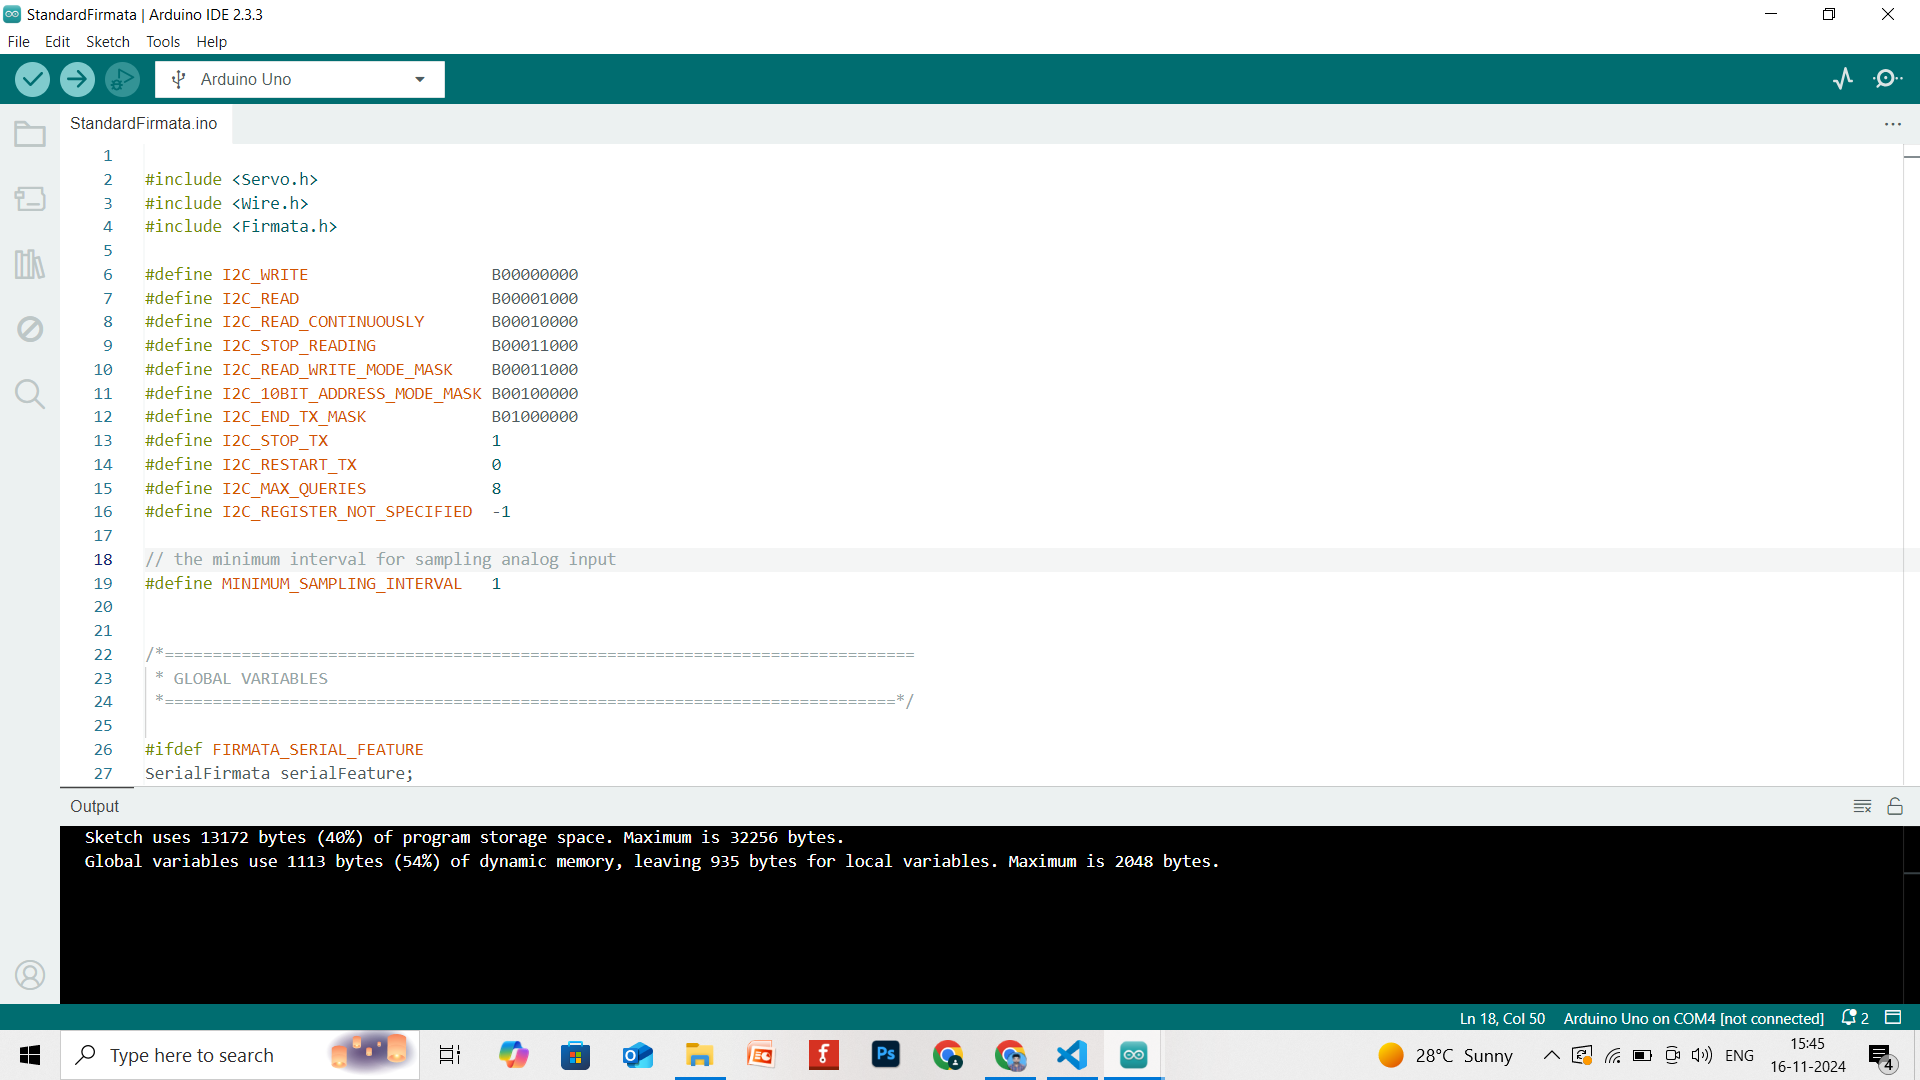 StandardFirmata | Arduino IDE 2.3.3
File Edit Sketch Tools Help
Arduino Uno
StandardFirmata.ino
1
2 #include <Servo.h>
3 #include <Wire.h>
4 #include <Firmata.h>
5
6 #define I2C_WRITE B00000000
7 #define I2C_READ B00001000
8 #define I2C_READ_CONTINUOUSLY B00010000
9 #define I2C_STOP_READING B00011000
10 #define I2C_READ_WRITE_MODE_MASK B00011000
11 #define I2C_10BIT_ADDRESS_MODE_MASK B00100000
12 #define I2C_END_TX_MASK B01000000
13 #define I2C_STOP_TX 1
14 #define I2C_RESTART_TX 0
15 #define I2C_MAX_QUERIES 8
16 #define I2C_REGISTER_NOT_SPECIFIED -1
17
18 // the minimum interval for sampling analog input
19 #define MINIMUM_SAMPLING_INTERVAL 1
20
21
22 /*==============================================================================
23 * GLOBAL VARIABLES
24 *============================================================================*/
25
26 #ifdef FIRMATA_SERIAL_FEATURE
27 SerialFirmata serialFeature;
Output
Sketch uses 13172 bytes (40%) of program storage space. Maximum is 32256 bytes.
Global variables use 1113 bytes (54%) of dynamic memory, leaving 935 bytes for local variables. Maximum is 2048 bytes.
Ln 18, Col 50 Arduino Uno on COM4 [not connected] 2
Type here to search
Ps
28°C Sunny
ENG
15:45
16-11-2024
4